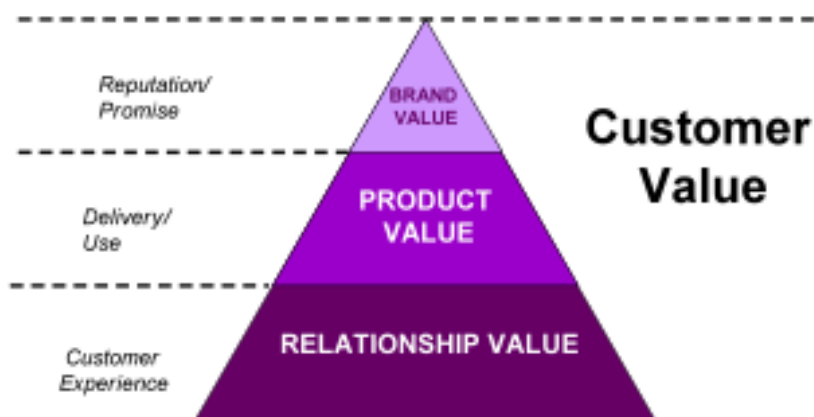 Reputation/
Promise
BRAND
VALUE
Customer
Value
Delivery/
Use
PRODUCT
VALUE
Customer
Experience
RELATIONSHIP VALUE